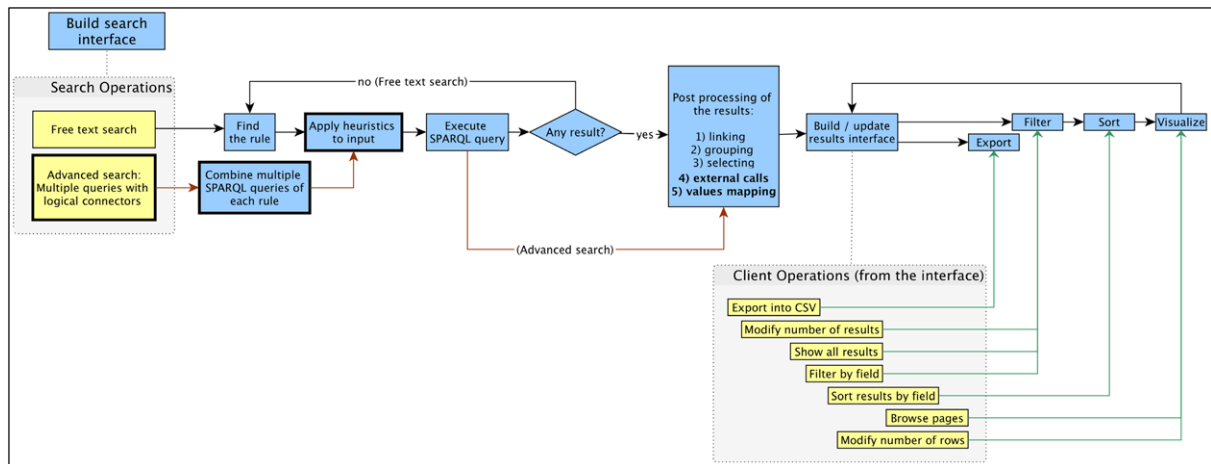 Build search
interface
Search Operations
Free text search
Advanced search:
Multiple queries with
logical connectors
no (Free text search)
Find
the rule
Apply heuristics
to input
Combine multiple
SPARQL queries of
each rule
Execute
SPARQL query
Any result?
yes
(Advanced search)
Post processing of
the results:
1) linking
2) grouping
3) selecting
4) external calls
5) values mapping
Build / update
results interface
Filter
Sort
Visualize
Export
Client Operations (from the interface)
Export into CSV
Modify number of results
Show all results
Filter by field
Sort results by field
Browse pages
Modify number of rows